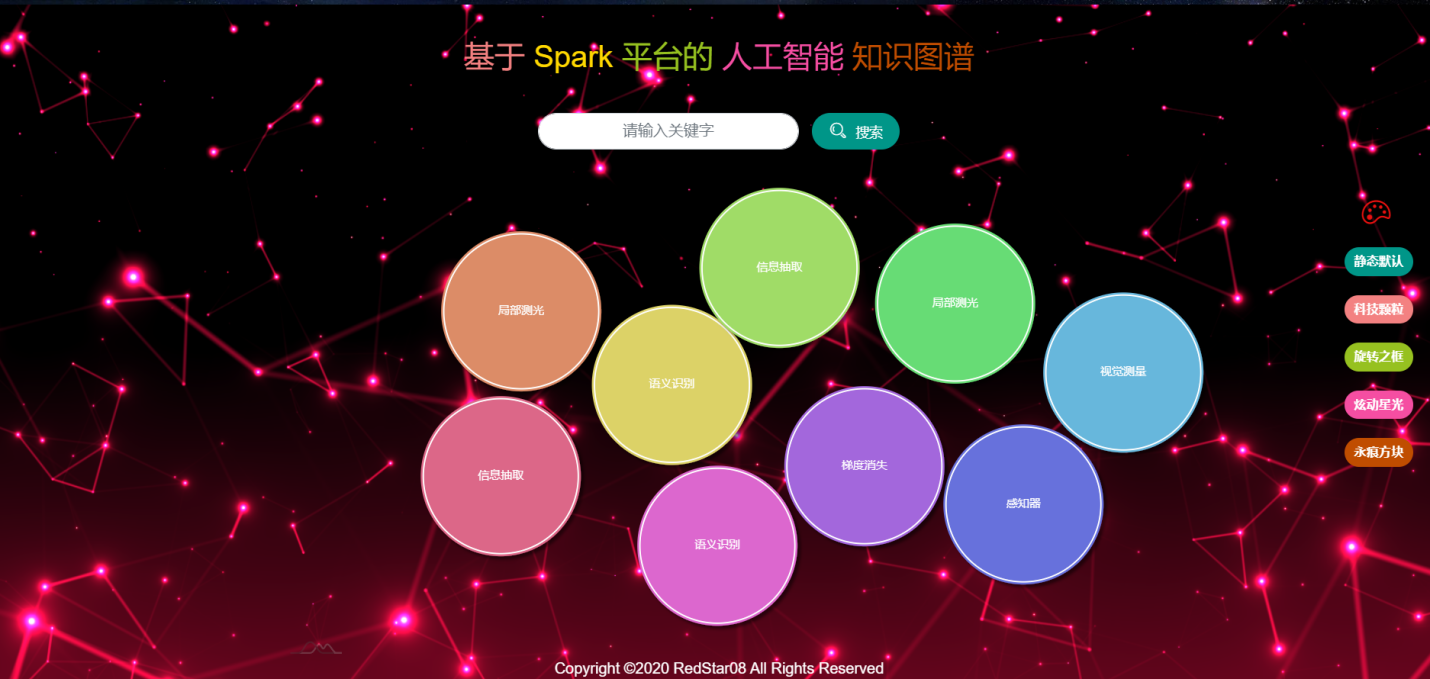 基于 Spark 平台的 人工智能 知识图谱
请输入关键字
搜索
信息抽取
局部测光
局部测光
视觉测量
语义识别
梯度消失
信息抽取
感知器
语义识别
静态默认
科技颗粒
旋转之框
炫动星光
永痕方块
Copyright ©2020 RedStar08 All Rights Reserved